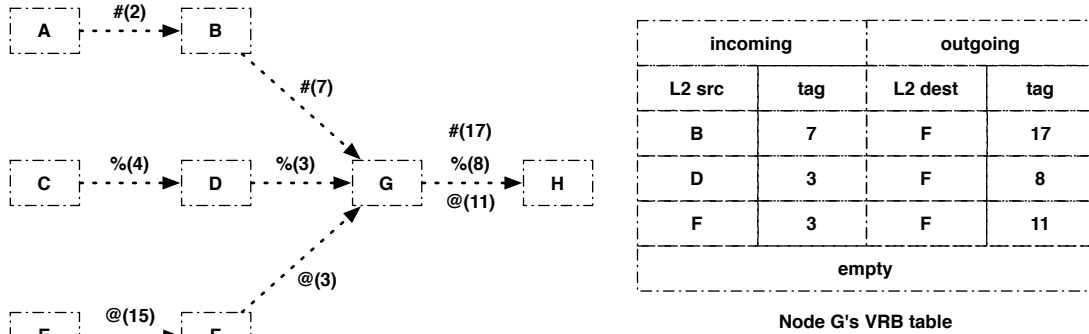 #(2)
A B
#(7)
#(17)
%(4) %(3) %(8)
C D G H
@(11)
@(3)
@(15)
incoming outgoing
L2 src tag L2 dest tag
B 7 F 17
D 3 F 8
F 3 F 11
empty
Node G's VRB table